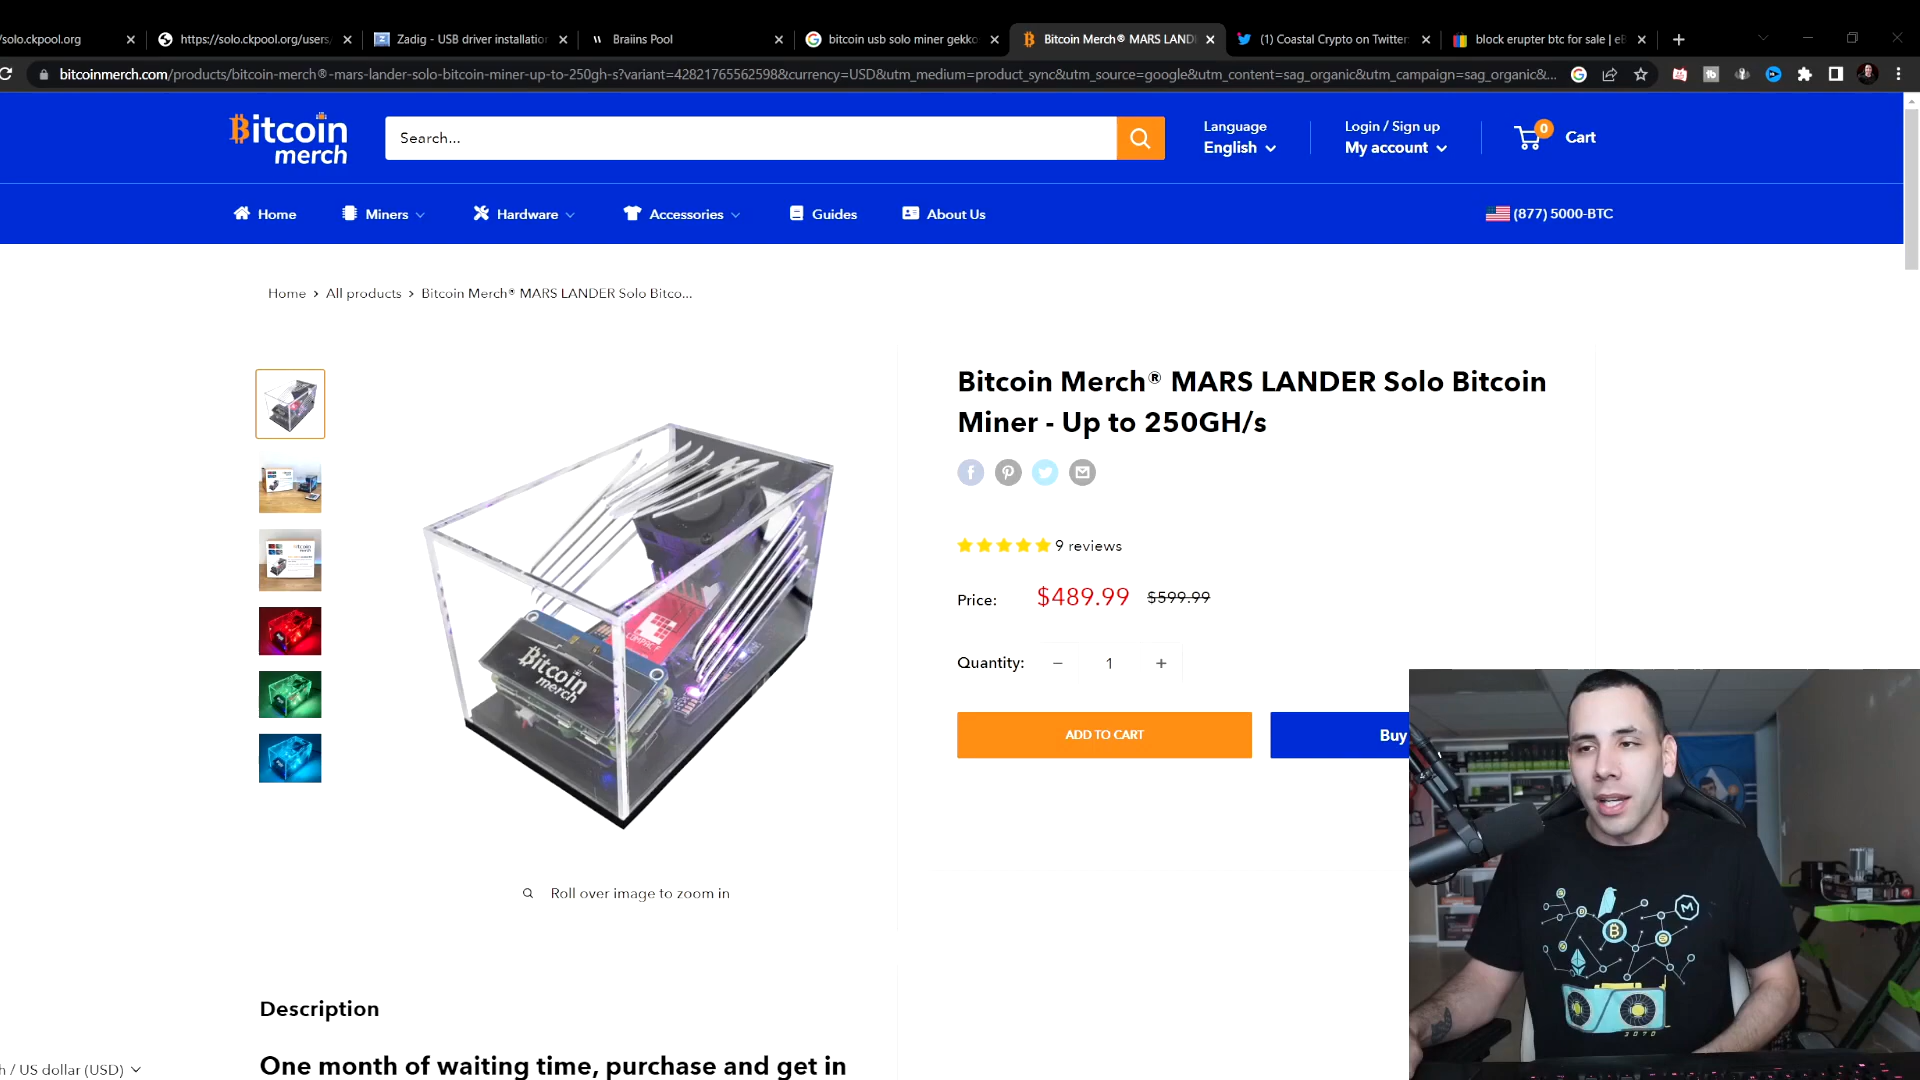 /solo.ckpool.org
https://solo.ckpool.org/users/
Zadig - USB driver installatio
Braiins Pool
bitcoin usb solo miner gekko
Bitcoin Merch® MARS LAND
(1) Coastal Crypto on Twitter
block erupter btc for sale | eB
bitcoinmerch.com/products/bitcoin-merch®-mars-lander-solo-bitcoin-miner-up-to-250gh-s?variant=42821765562598&currency=USD&utm_medium=product_sync&utm_source=google&utm_content=sag_organic&utm_campaign=sag_organic&...
Bitcoin
merch
Search...
Language
English
Login / Sign up
My account
0
Cart
Home
Miners
Hardware
Accessories
Guides
About Us
(877) 5000-BTC
Home > All products > Bitcoin Merch® MARS LANDER Solo Bitco...
Bitcoin Merch® MARS LANDER Solo Bitcoin
Miner - Up to 250GH/s
9 reviews
Price: $489.99 $599.99
Quantity: − 1 +
ADD TO CART
Buy
Bitcoin
merch
COMPAC F
Roll over image to zoom in
Description
One month of waiting time, purchase and get in
h / US dollar (USD)
3070